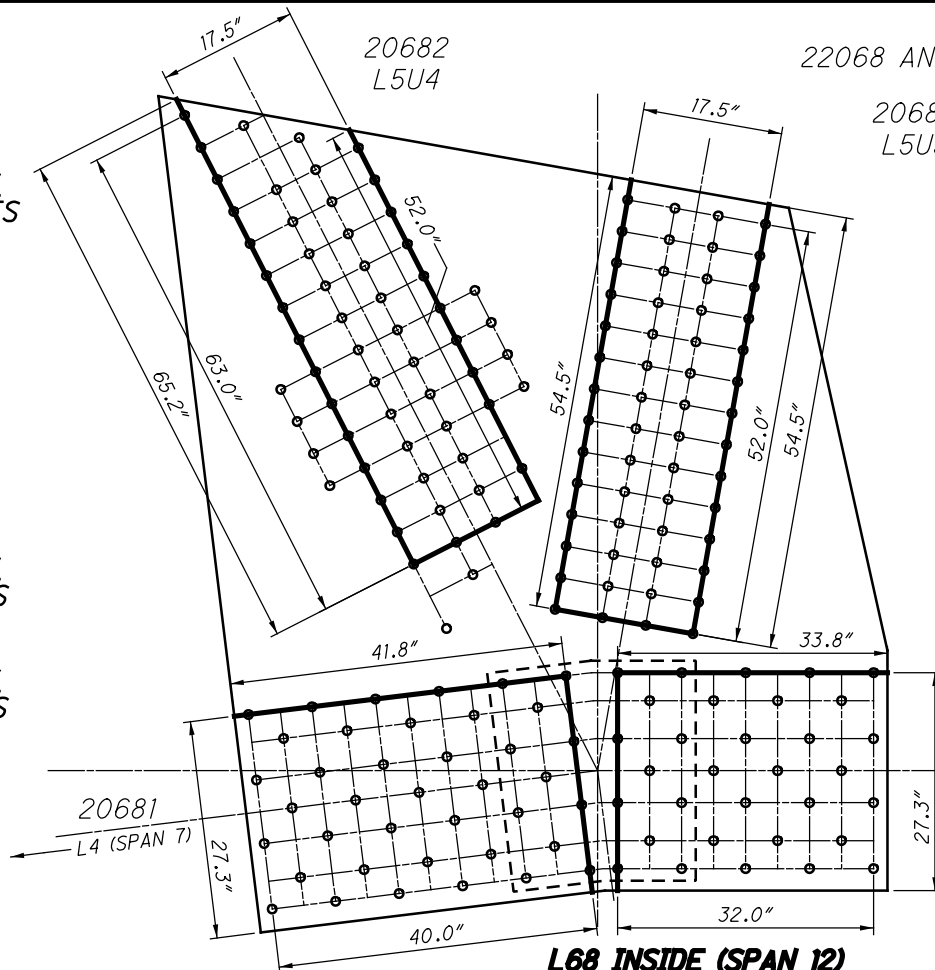 17.5"
20682
L5U4
22068 AN
17.5"
2068
TS
52.0"
65.2"
63.0"
54.5"
52.0"
54.5"
S
41.8"
33.8"
S
20681
L4 (SPAN 7)
27.3"
27.3"
40.0"
32.0"
L68 INSIDE (SPAN 12)